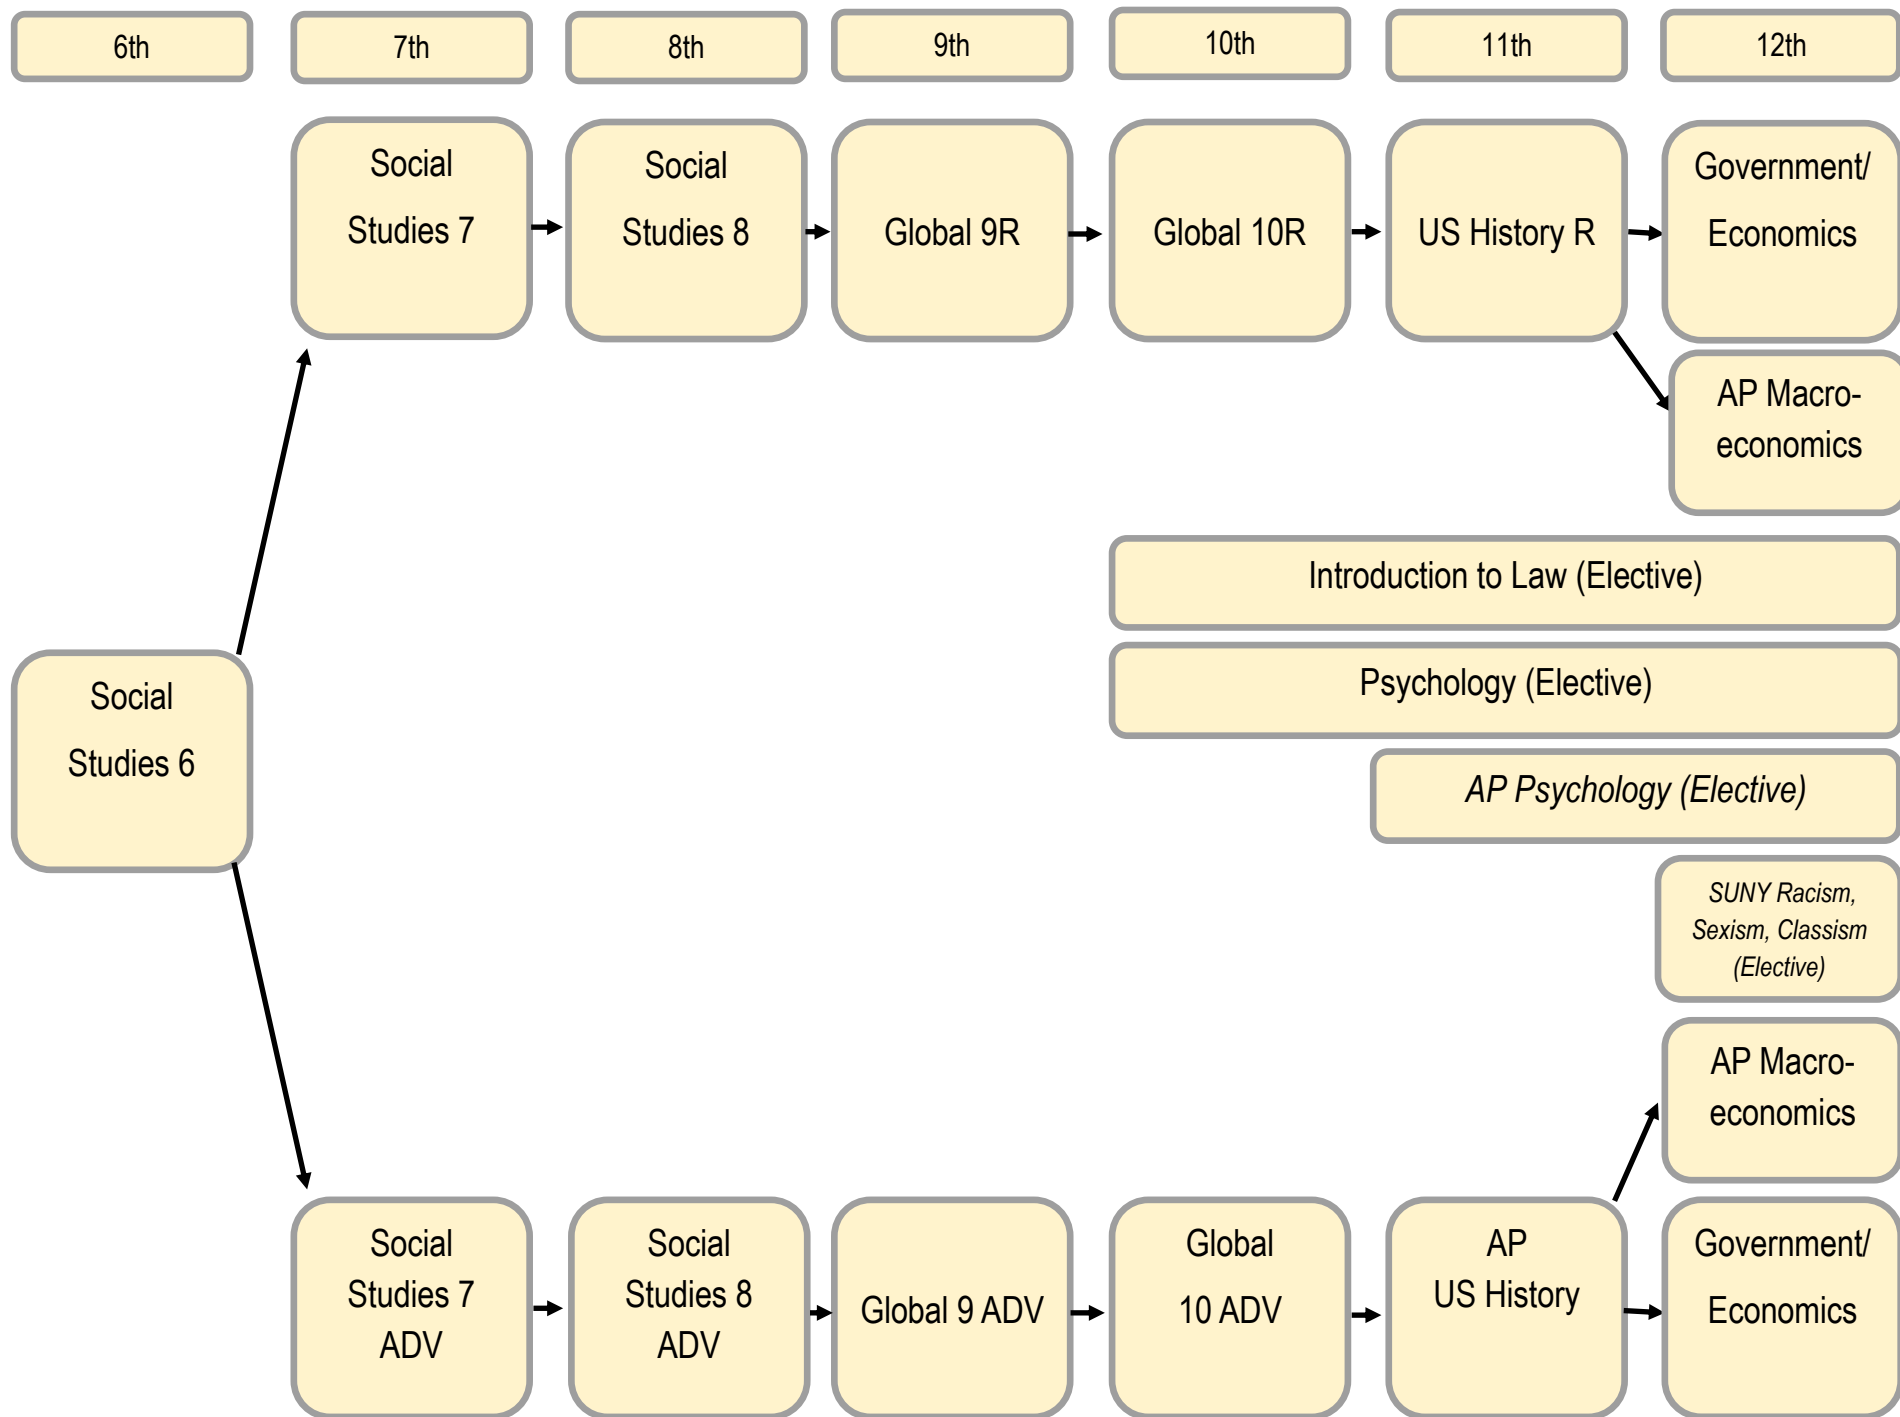 6th
7th
8th
9th
10th
11th
12th
Social
Studies 7
Social
Studies 8
Global 9R
Global 10R
US History R
Government/
Economics
AP Macro-
economics
Introduction to Law (Elective)
Psychology (Elective)
Social
Studies 6
AP Psychology (Elective)
SUNY Racism,
Sexism, Classism
(Elective)
AP Macro-
economics
Social
Studies 7
ADV
Social
Studies 8
ADV
Global 9 ADV
Global
10 ADV
AP
US History
Government/
Economics